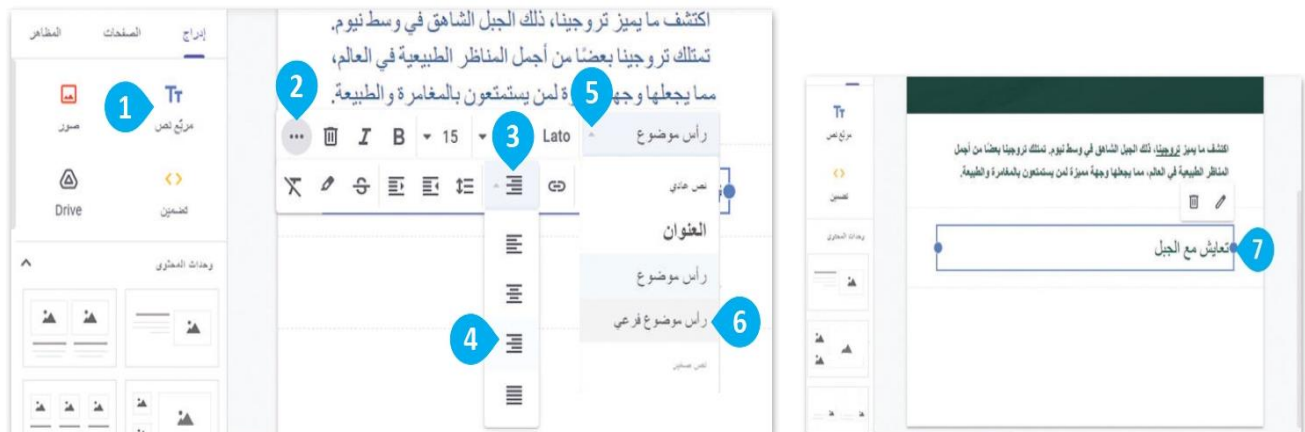 إدراج الصفحات المظاهر
1
مربّع نص صور
تضمين Drive
وحدات المحتوى
اكتشف ما يميز تروجينا، ذلك الجبل الشاهق في وسط نيوم.
تمتلك تروجينا بعضًا من أجمل المناظر الطبيعية في العالم،
مما يجعلها وجهة لمن يستمتعون بالمغامرة والطبيعة.
2
5
3
رأس موضوع Lato 15 B I
نص عادي
العنوان
رأس موضوع
رأس موضوع فرعي
6
4
نص صغير
مربع نص
تضمين
وحدات المحتوى
اكتشف ما يميز تروجينا، ذلك الجبل الشاهق في وسط نيوم. تمتلك تروجينا بعضًا من أجمل
المناظر الطبيعية في العالم، مما يجعلها وجهة مميزة لمن يستمتعون بالمغامرة والطبيعة.
تعايش مع الجبل
7